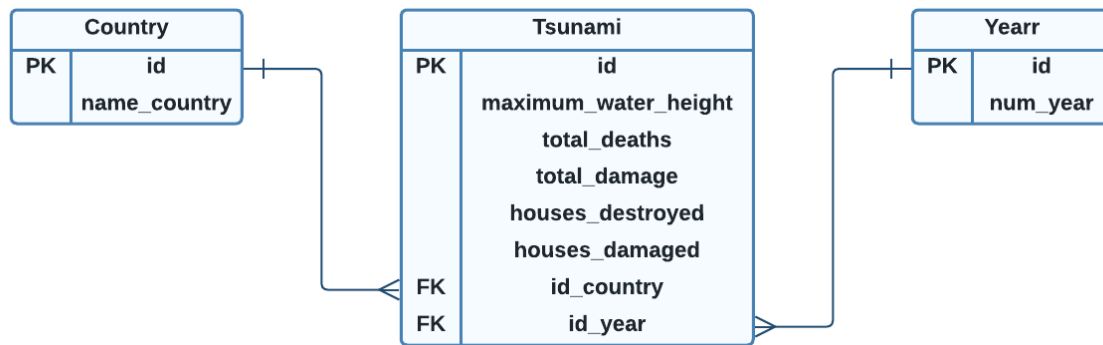 Country
PK id
name_country
Tsunami
PK id
maximum_water_height
total_deaths
total_damage
houses_destroyed
houses_damaged
FK id_country
FK id_year
Yearr
PK id
num_year